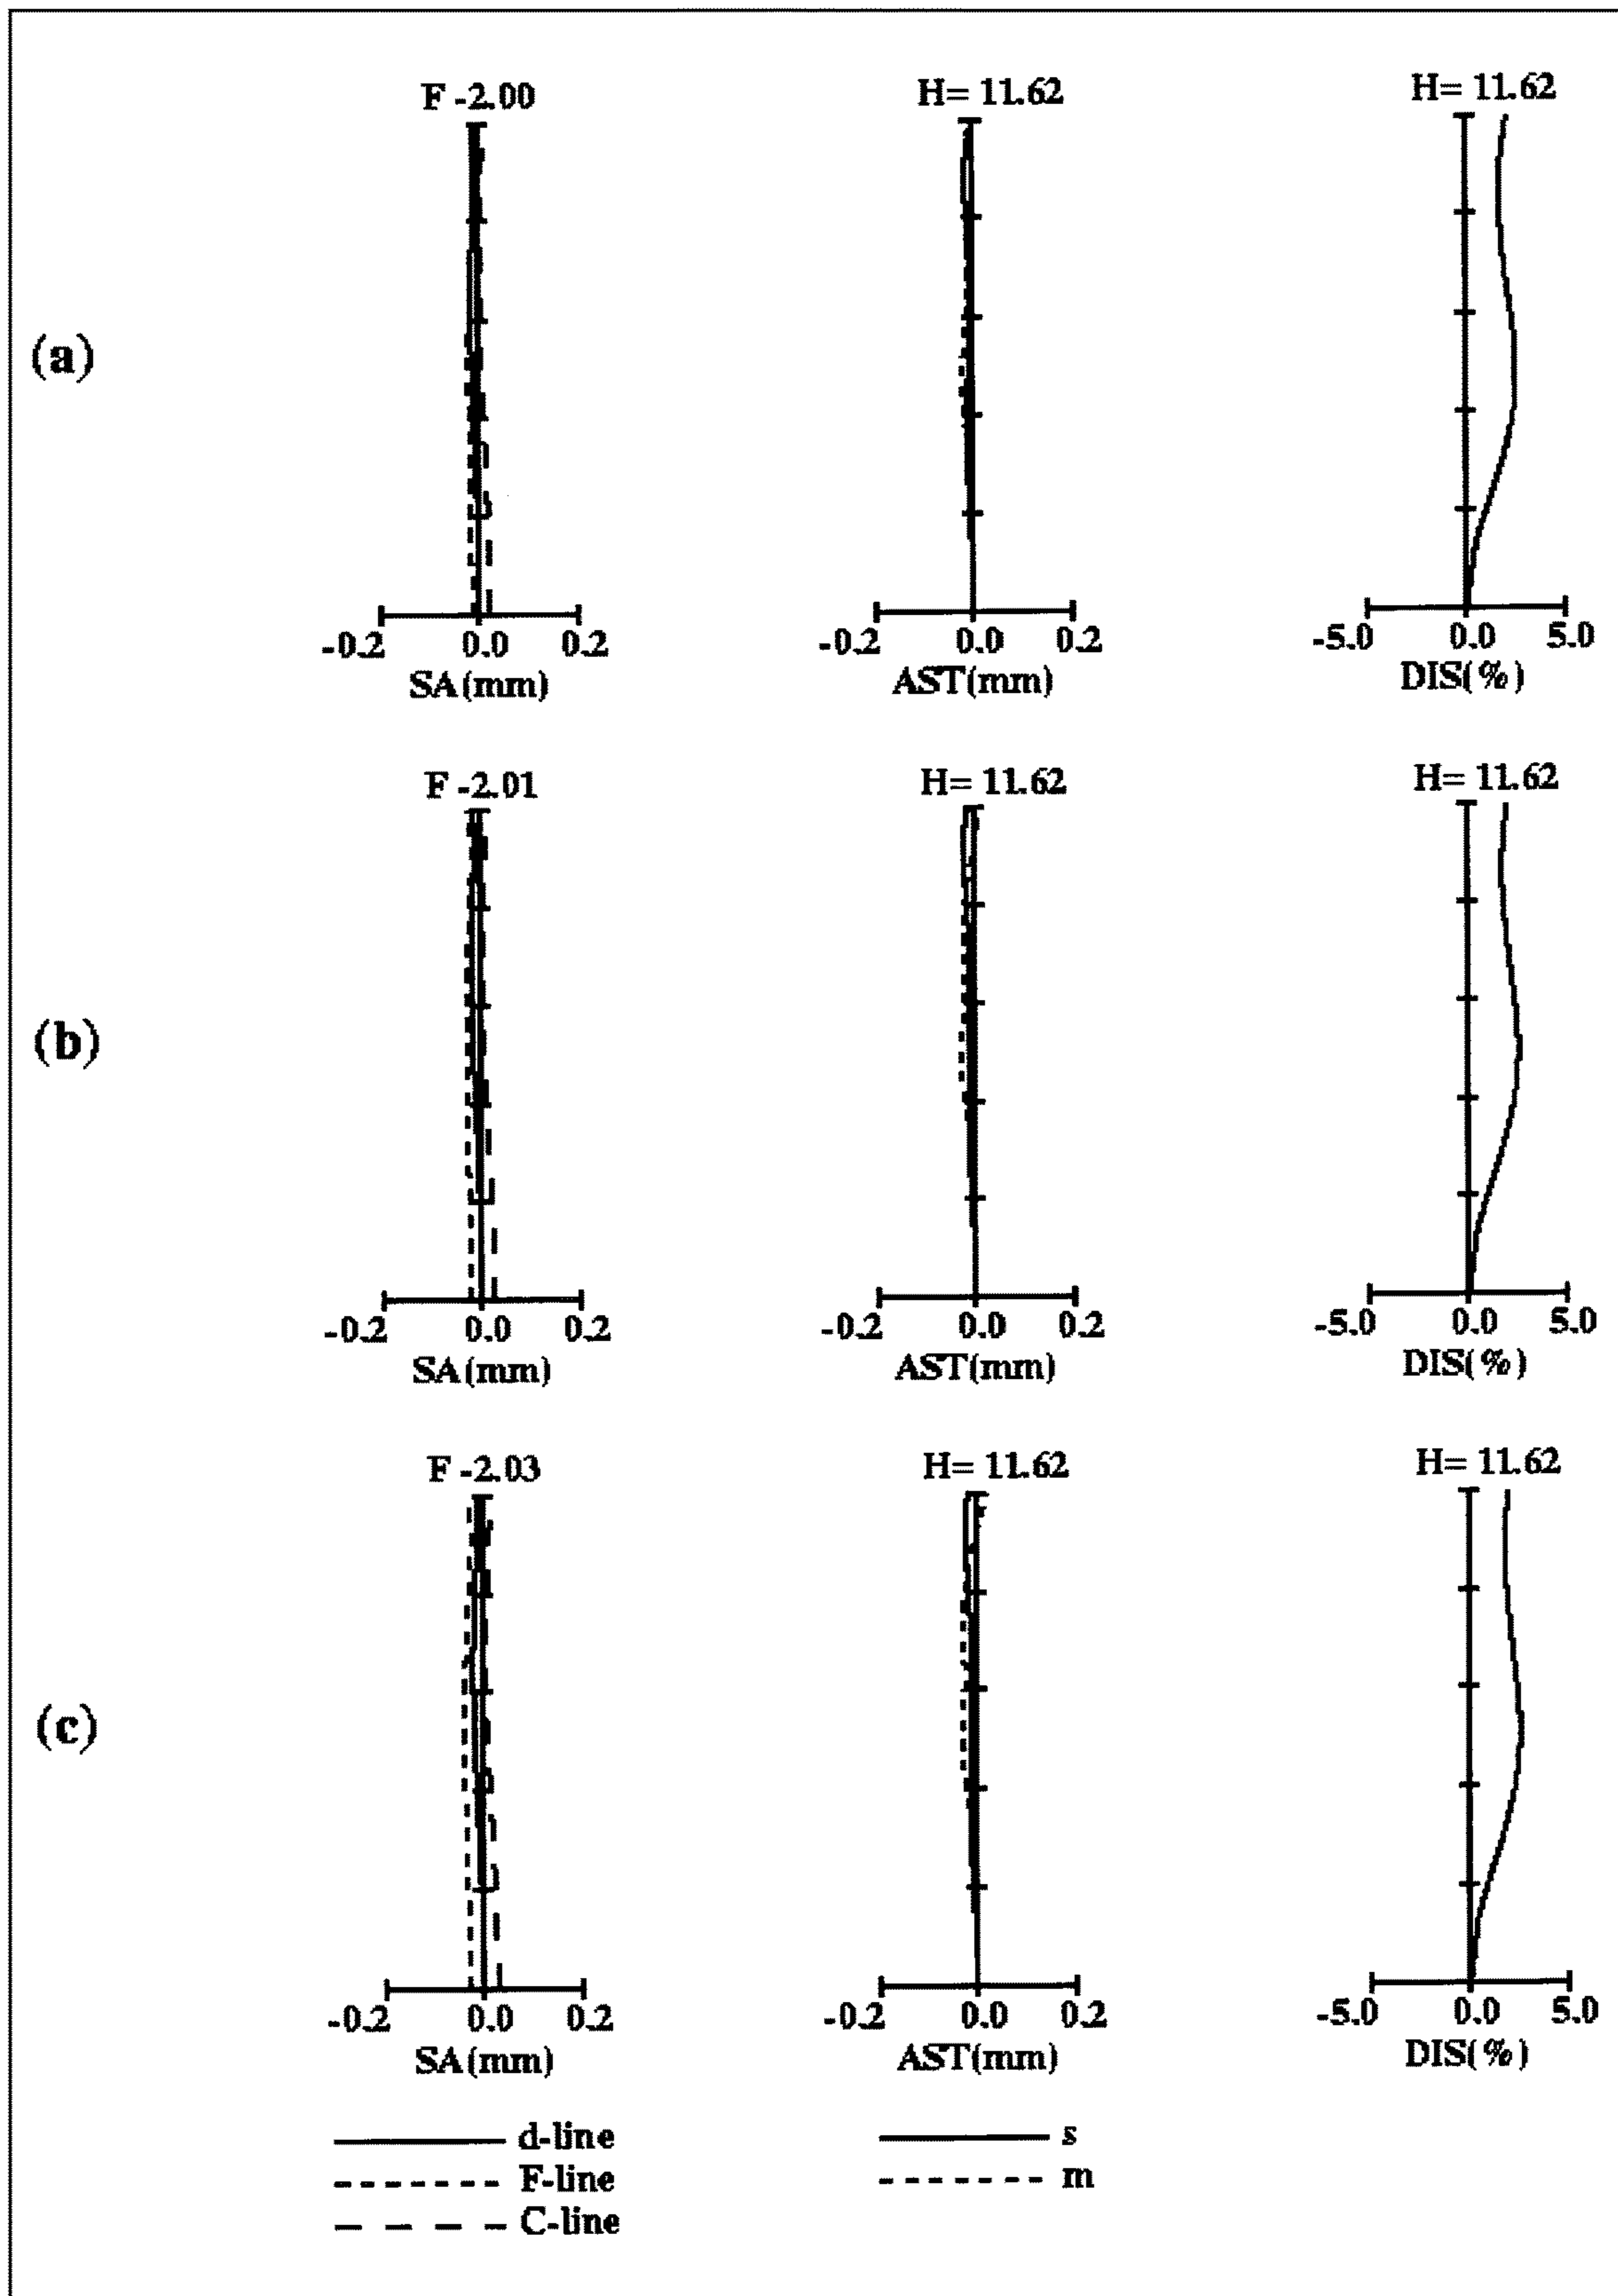 F -2.00
H= 11.62
H= 11.62
(a)
-0.2 0.0 0.2
SA(mm)
-0.2 0.0 0.2
AST(mm)
-5.0 0.0 5.0
DIS(%)
F -2.01
H= 11.62
H= 11.62
(b)
-0.2 0.0 0.2
SA(mm)
-0.2 0.0 0.2
AST(mm)
-5.0 0.0 5.0
DIS(%)
F -2.03
H= 11.62
H= 11.62
(c)
-0.2 0.0 0.2
SA(mm)
-0.2 0.0 0.2
AST(mm)
-5.0 0.0 5.0
DIS(%)
d-line
F-line
C-line
s
m